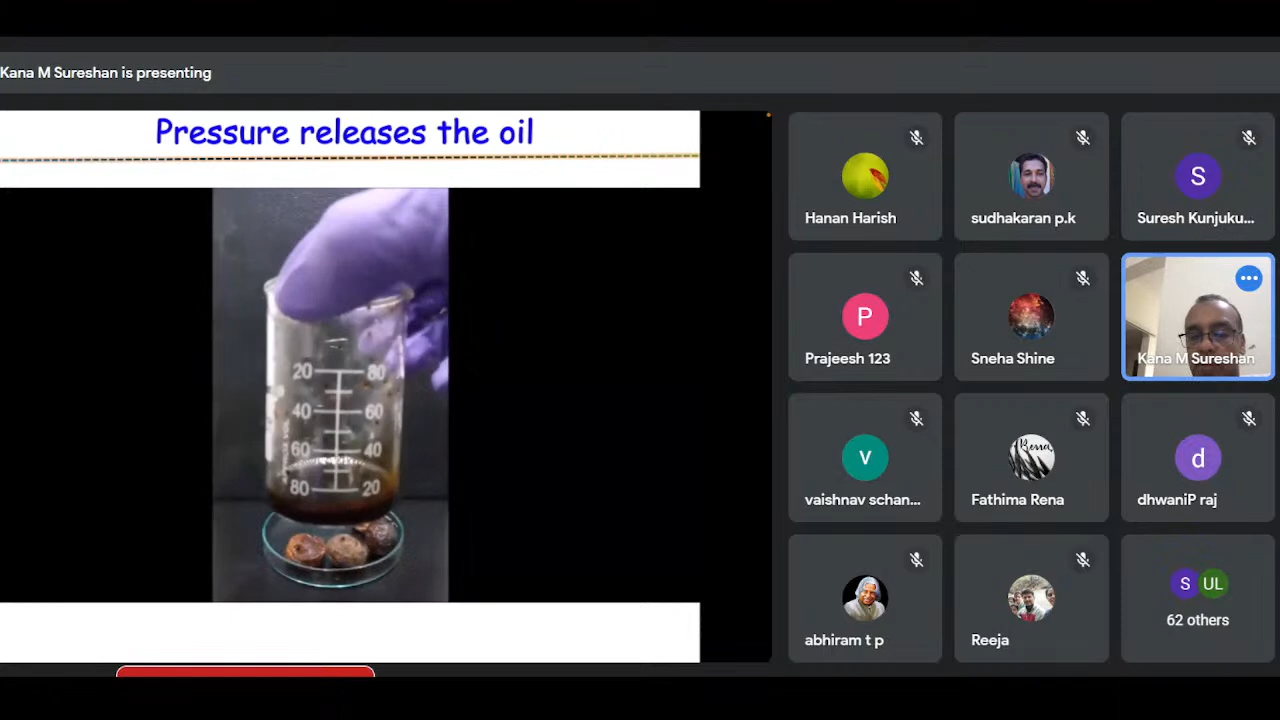 Kana M Sureshan is presenting
Pressure releases the oil
20 80
40 60
60 40
80 20
Hanan Harish
sudhakaran p.k
S
Suresh Kunjuku...
P
Prajeesh 123
Sneha Shine
Kana M Sureshan
v
vaishnav schan...
Rena
Fathima Rena
d
dhwaniP raj
abhiram t p
Reeja
S UL
62 others